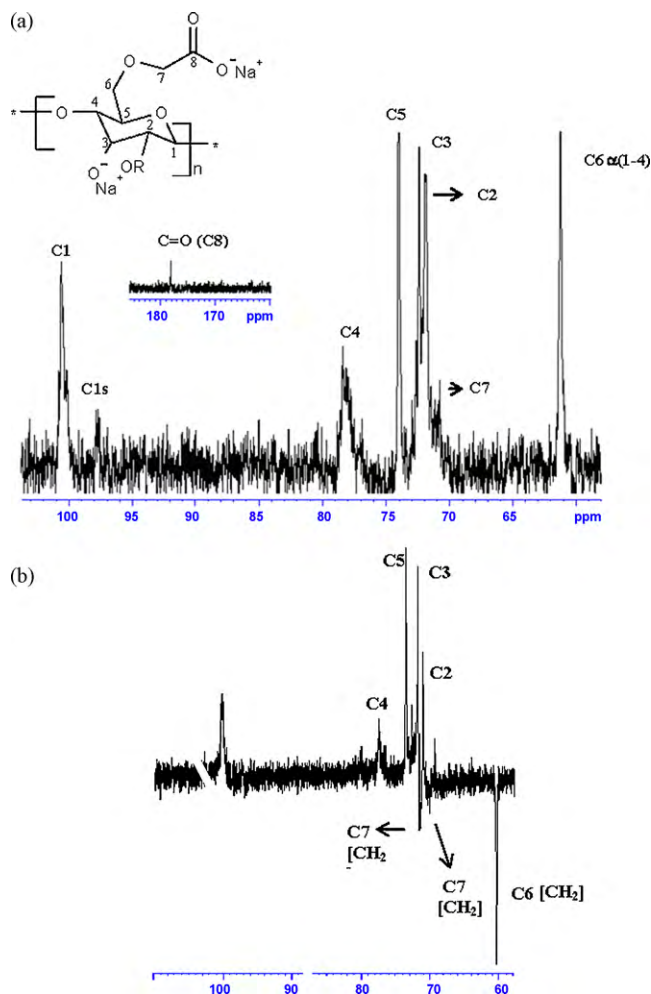 (a)
O
8
O
7
O⁻ Na⁺
6
* O 4 5 O *
3 2 1
O⁻ OR n
Na⁺
C=O (C8)
180 170 ppm
C1
C1s
C4
C5
C3
C2
C7
C6 α(1-4)
100 95 90 85 80 75 70 65 ppm
(b)
C5
C3
C2
C4
C7
[CH₂
C7
[CH₂]
C6 [CH₂]
100 90 80 70 60